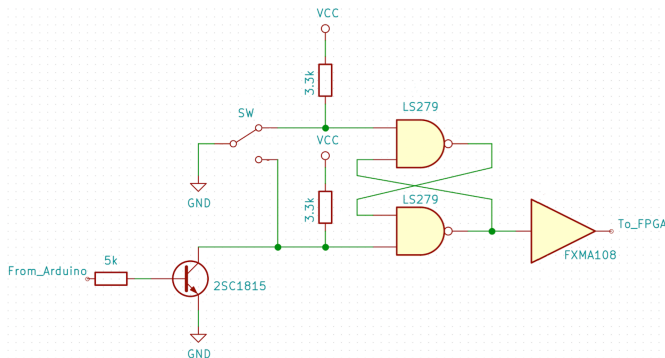 VCC
3.3k
LS279
SW
VCC
GND
3.3k
LS279
To_FPGA
FXMA108
5k
From_Arduino
2SC1815
GND